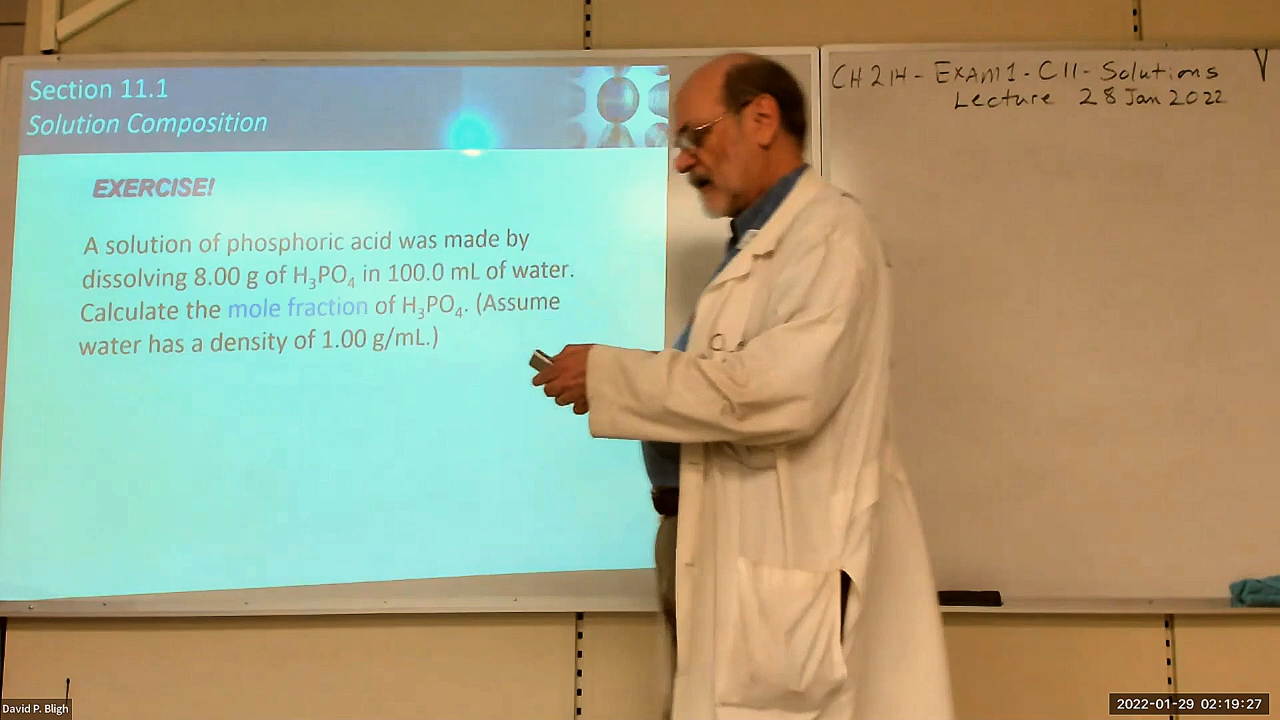 Section 11.1
Solution Composition
EXERCISE!
A solution of phosphoric acid was made by
dissolving 8.00 g of H₃PO₄ in 100.0 mL of water.
Calculate the mole fraction of H₃PO₄. (Assume
water has a density of 1.00 g/mL.)
CH 214 - EXAM 1 - C11 - Solutions
Lecture 28 Jan 2022
David P. Bligh
2022-01-29 02:19:27